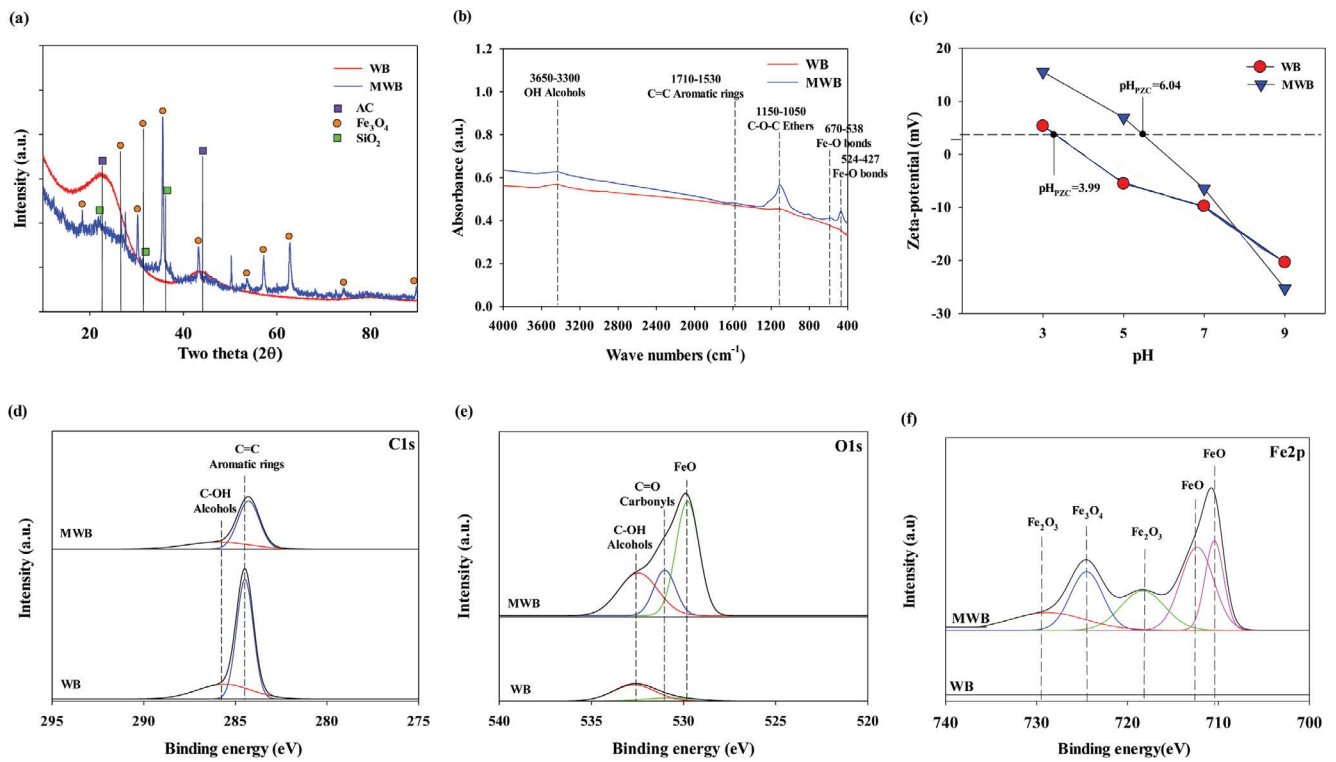 (a)
WB
MWB
AC
Fe3O4
SiO2
Intensity (a.u.)
20
40
60
80
Two theta (2θ)
(b)
1.2
1.0
0.8
0.6
0.4
0.2
0.0
Absorbance (a.u.)
WB
MWB
3650-3300
OH Alcohols
1710-1530
C=C Aromatic rings
1150-1050
C-O-C Ethers
670-538
Fe-O bonds
524-427
Fe-O bonds
4000 3600 3200 2800 2400 2000 1600 1200 800 400
Wave numbers (cm-1)
(c)
20
10
0
-10
-20
-30
Zeta-potential (mV)
WB
MWB
pHPZC=6.04
pHPZC=3.99
3
5
7
9
pH
(d)
C1s
C=C
Aromatic rings
C-OH
Alcohols
MWB
WB
Intensity (a.u.)
295
290
285
280
275
Binding energy (eV)
(e)
O1s
FeO
C=O
Carbonyls
C-OH
Alcohols
MWB
WB
Intensity (a.u.)
540
535
530
525
520
Binding energy (eV)
(f)
Fe2p
FeO
FeO
Fe3O4
Fe2O3
Fe2O3
MWB
WB
Intensity (a.u)
740
730
720
710
700
Binding energy(eV)